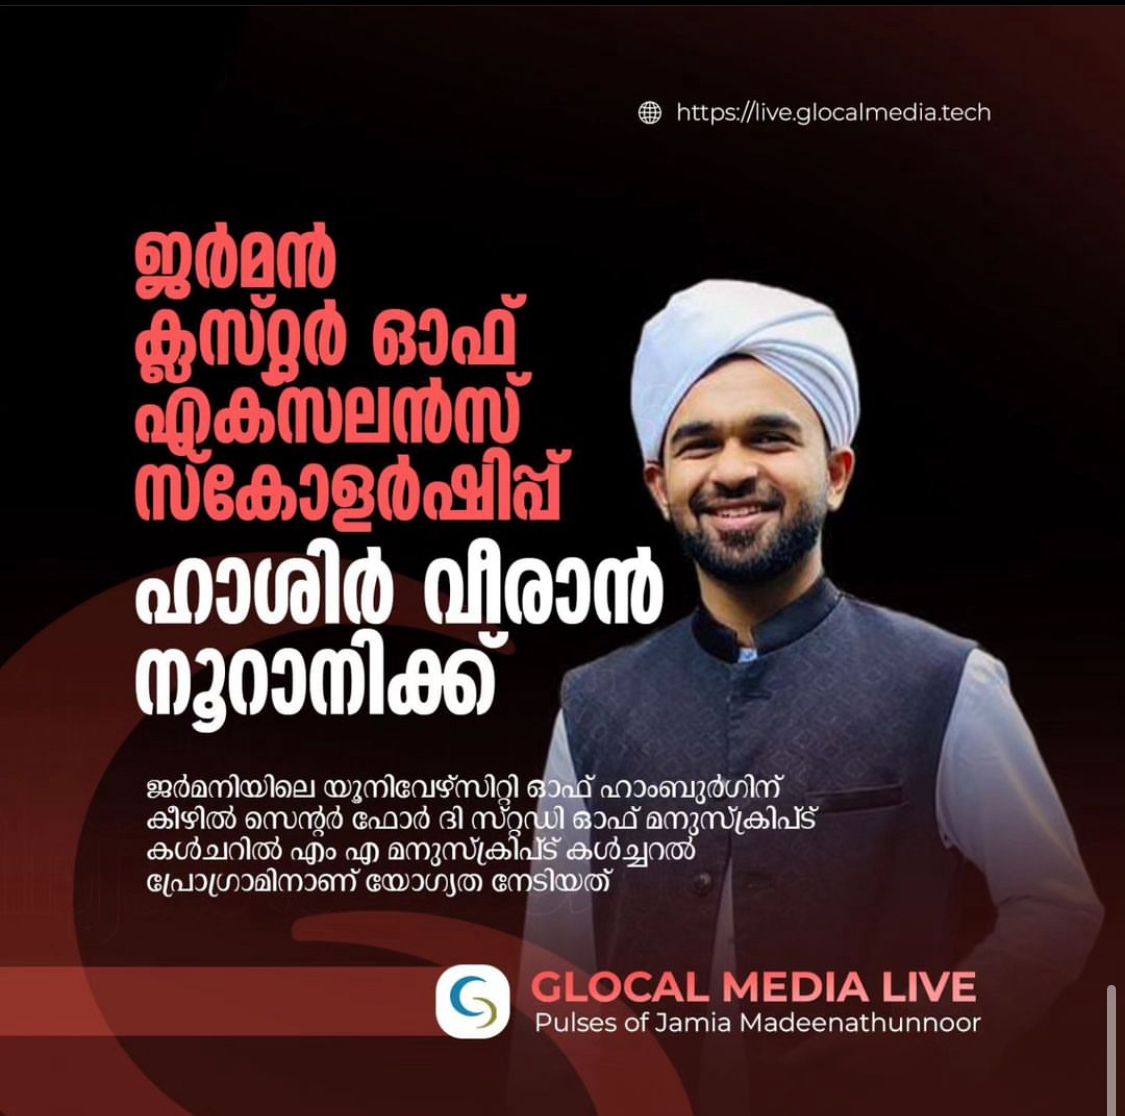 https://live.glocalmedia.tech
ജർമൻ
ക്ലസ്റ്റർ ഓഫ്
എക്സലൻസ്
സ്കോളർഷിപ്പ്
ഹാശിർ വീരാൻ
നൂറാനിക്ക്
ജർമനിയിലെ യൂനിവേഴ്സിറ്റി ഓഫ് ഹാംബുർഗിന്
കീഴിൽ സെന്റർ ഫോർ ദി സ്റ്റഡി ഓഫ് മനുസ്ക്രിപ്ട്
കൾചറിൽ എം എ മനുസ്ക്രിപ്ട് കൾച്ചറൽ
പ്രോഗ്രാമിനാണ് യോഗ്യത നേടിയത്
GLOCAL MEDIA LIVE
Pulses of Jamia Madeenathunnoor